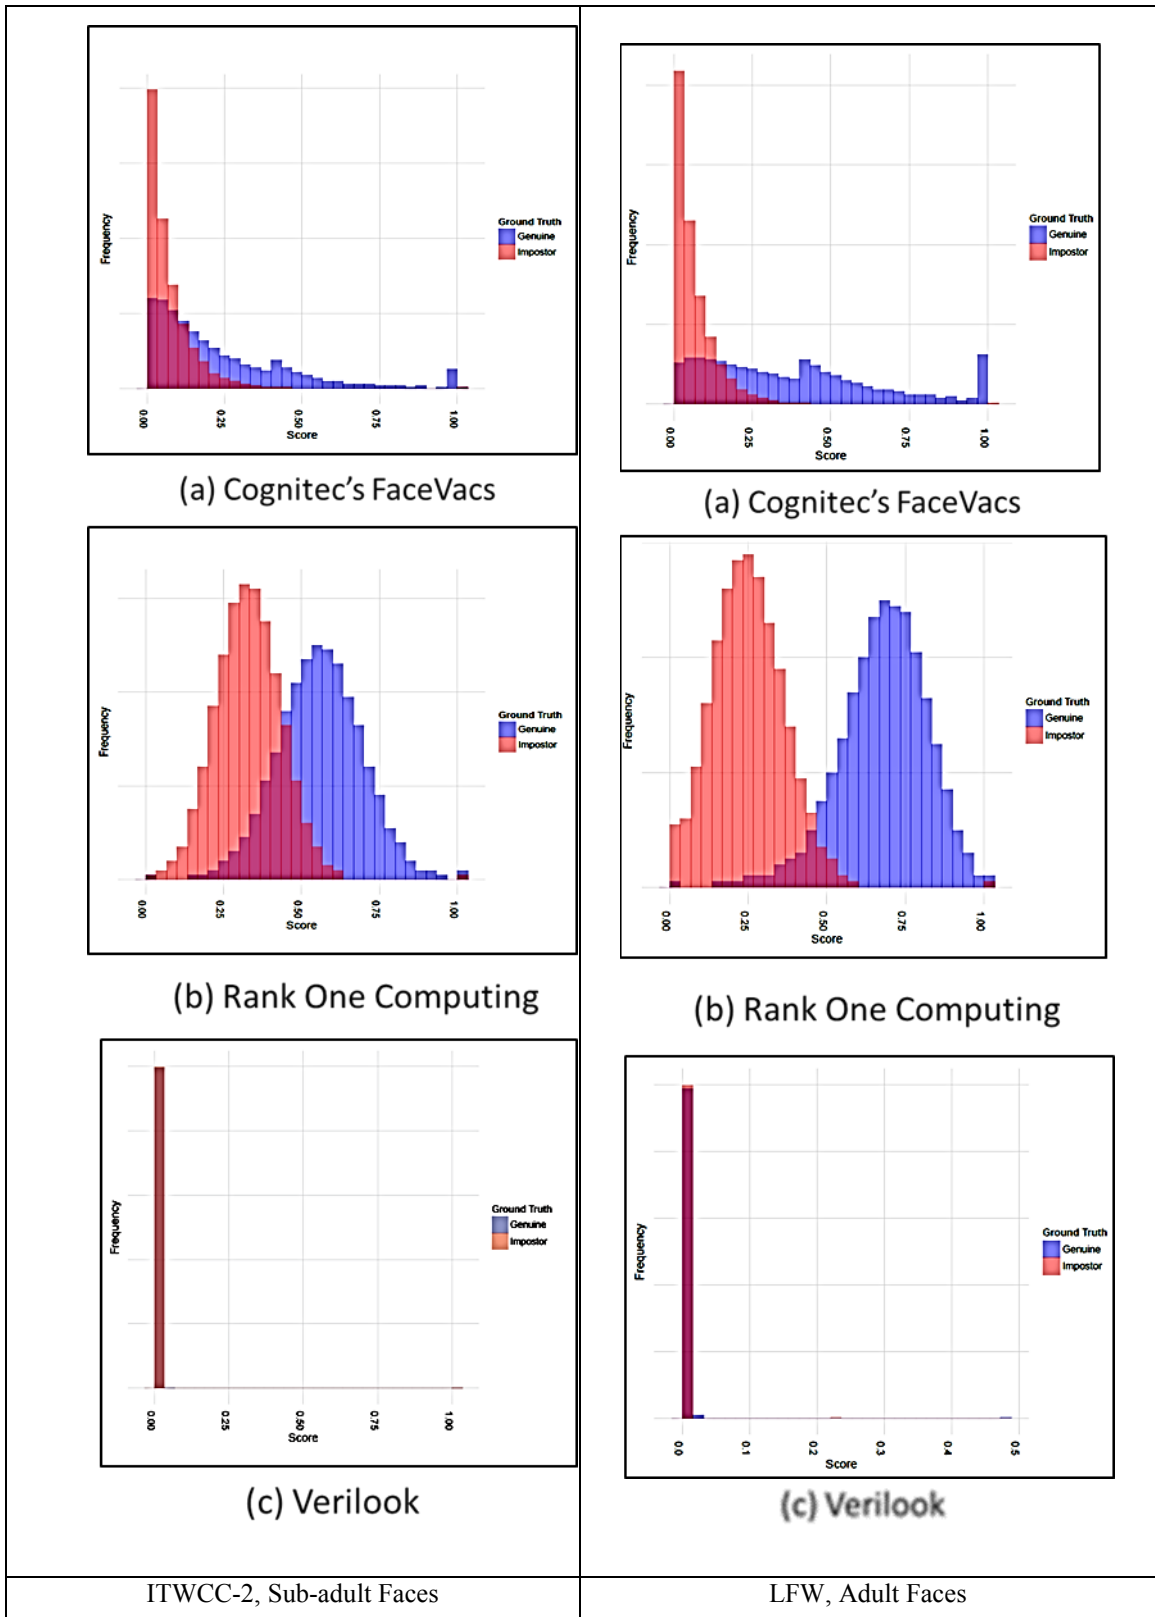 Frequency
0.00
0.25
0.50
0.75
1.00
Score
Ground Truth
Genuine
Impostor
(a) Cognitec's FaceVacs
Frequency
0.00
0.25
0.50
0.75
1.00
Score
Ground Truth
Genuine
Impostor
(b) Rank One Computing
Frequency
0.00
0.25
0.50
0.75
1.00
Score
Ground Truth
Genuine
Impostor
(c) Verilook
ITWCC-2, Sub-adult Faces
Frequency
0.00
0.25
0.50
0.75
1.00
Score
Ground Truth
Genuine
Impostor
(a) Cognitec's FaceVacs
Frequency
0.00
0.25
0.50
0.75
1.00
Score
Ground Truth
Genuine
Impostor
(b) Rank One Computing
Frequency
0.0
0.1
0.2
0.3
0.4
0.5
Score
Ground Truth
Genuine
Impostor
(c) Verilook
LFW, Adult Faces